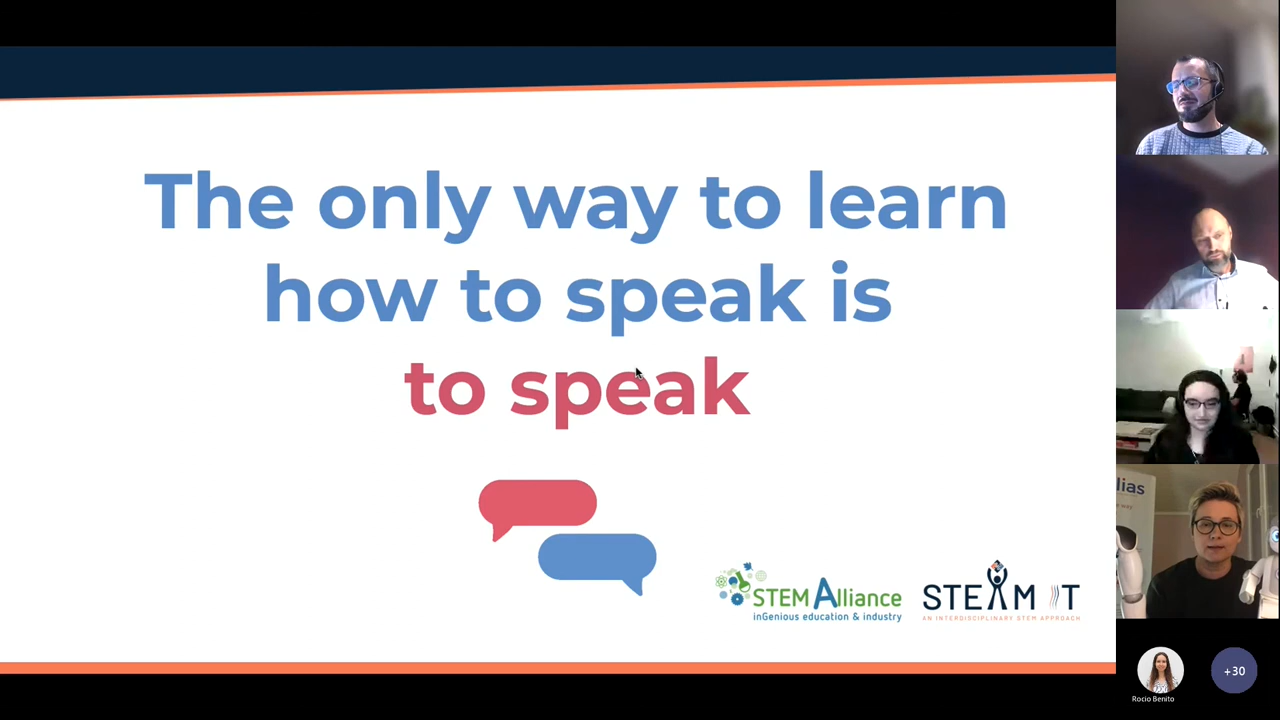 The only way to learn
how to speak is
to speak
STEM Alliance
inGenious education & industry
STEAM IT
AN INTERDISCIPLINARY STEM APPROACH
lias
Rocio Benito
+30